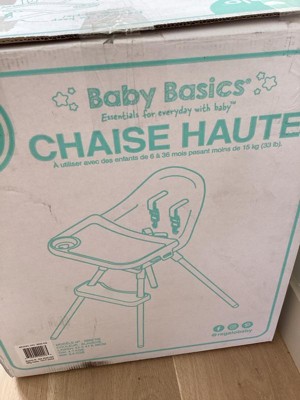 Baby Basics®
Essentials for everyday with baby™
CHAISE HAUTE
À utiliser avec des enfants de 6 à 36 mois pesant moins de 15 kg (33 lb).
@regalobaby